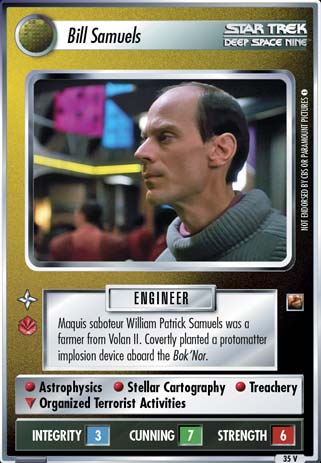 Bill Samuels
STAR TREK
DEEP SPACE NINE
NOT ENDORSED BY CBS OR PARAMOUNT PICTURES
ENGINEER
Maquis saboteur William Patrick Samuels was a
farmer from Volan II. Covertly planted a protomatter
implosion device aboard the Bok'Nor.
Astrophysics Stellar Cartography Treachery
Organized Terrorist Activities
INTEGRITY 3 CUNNING 7 STRENGTH 6
35 V